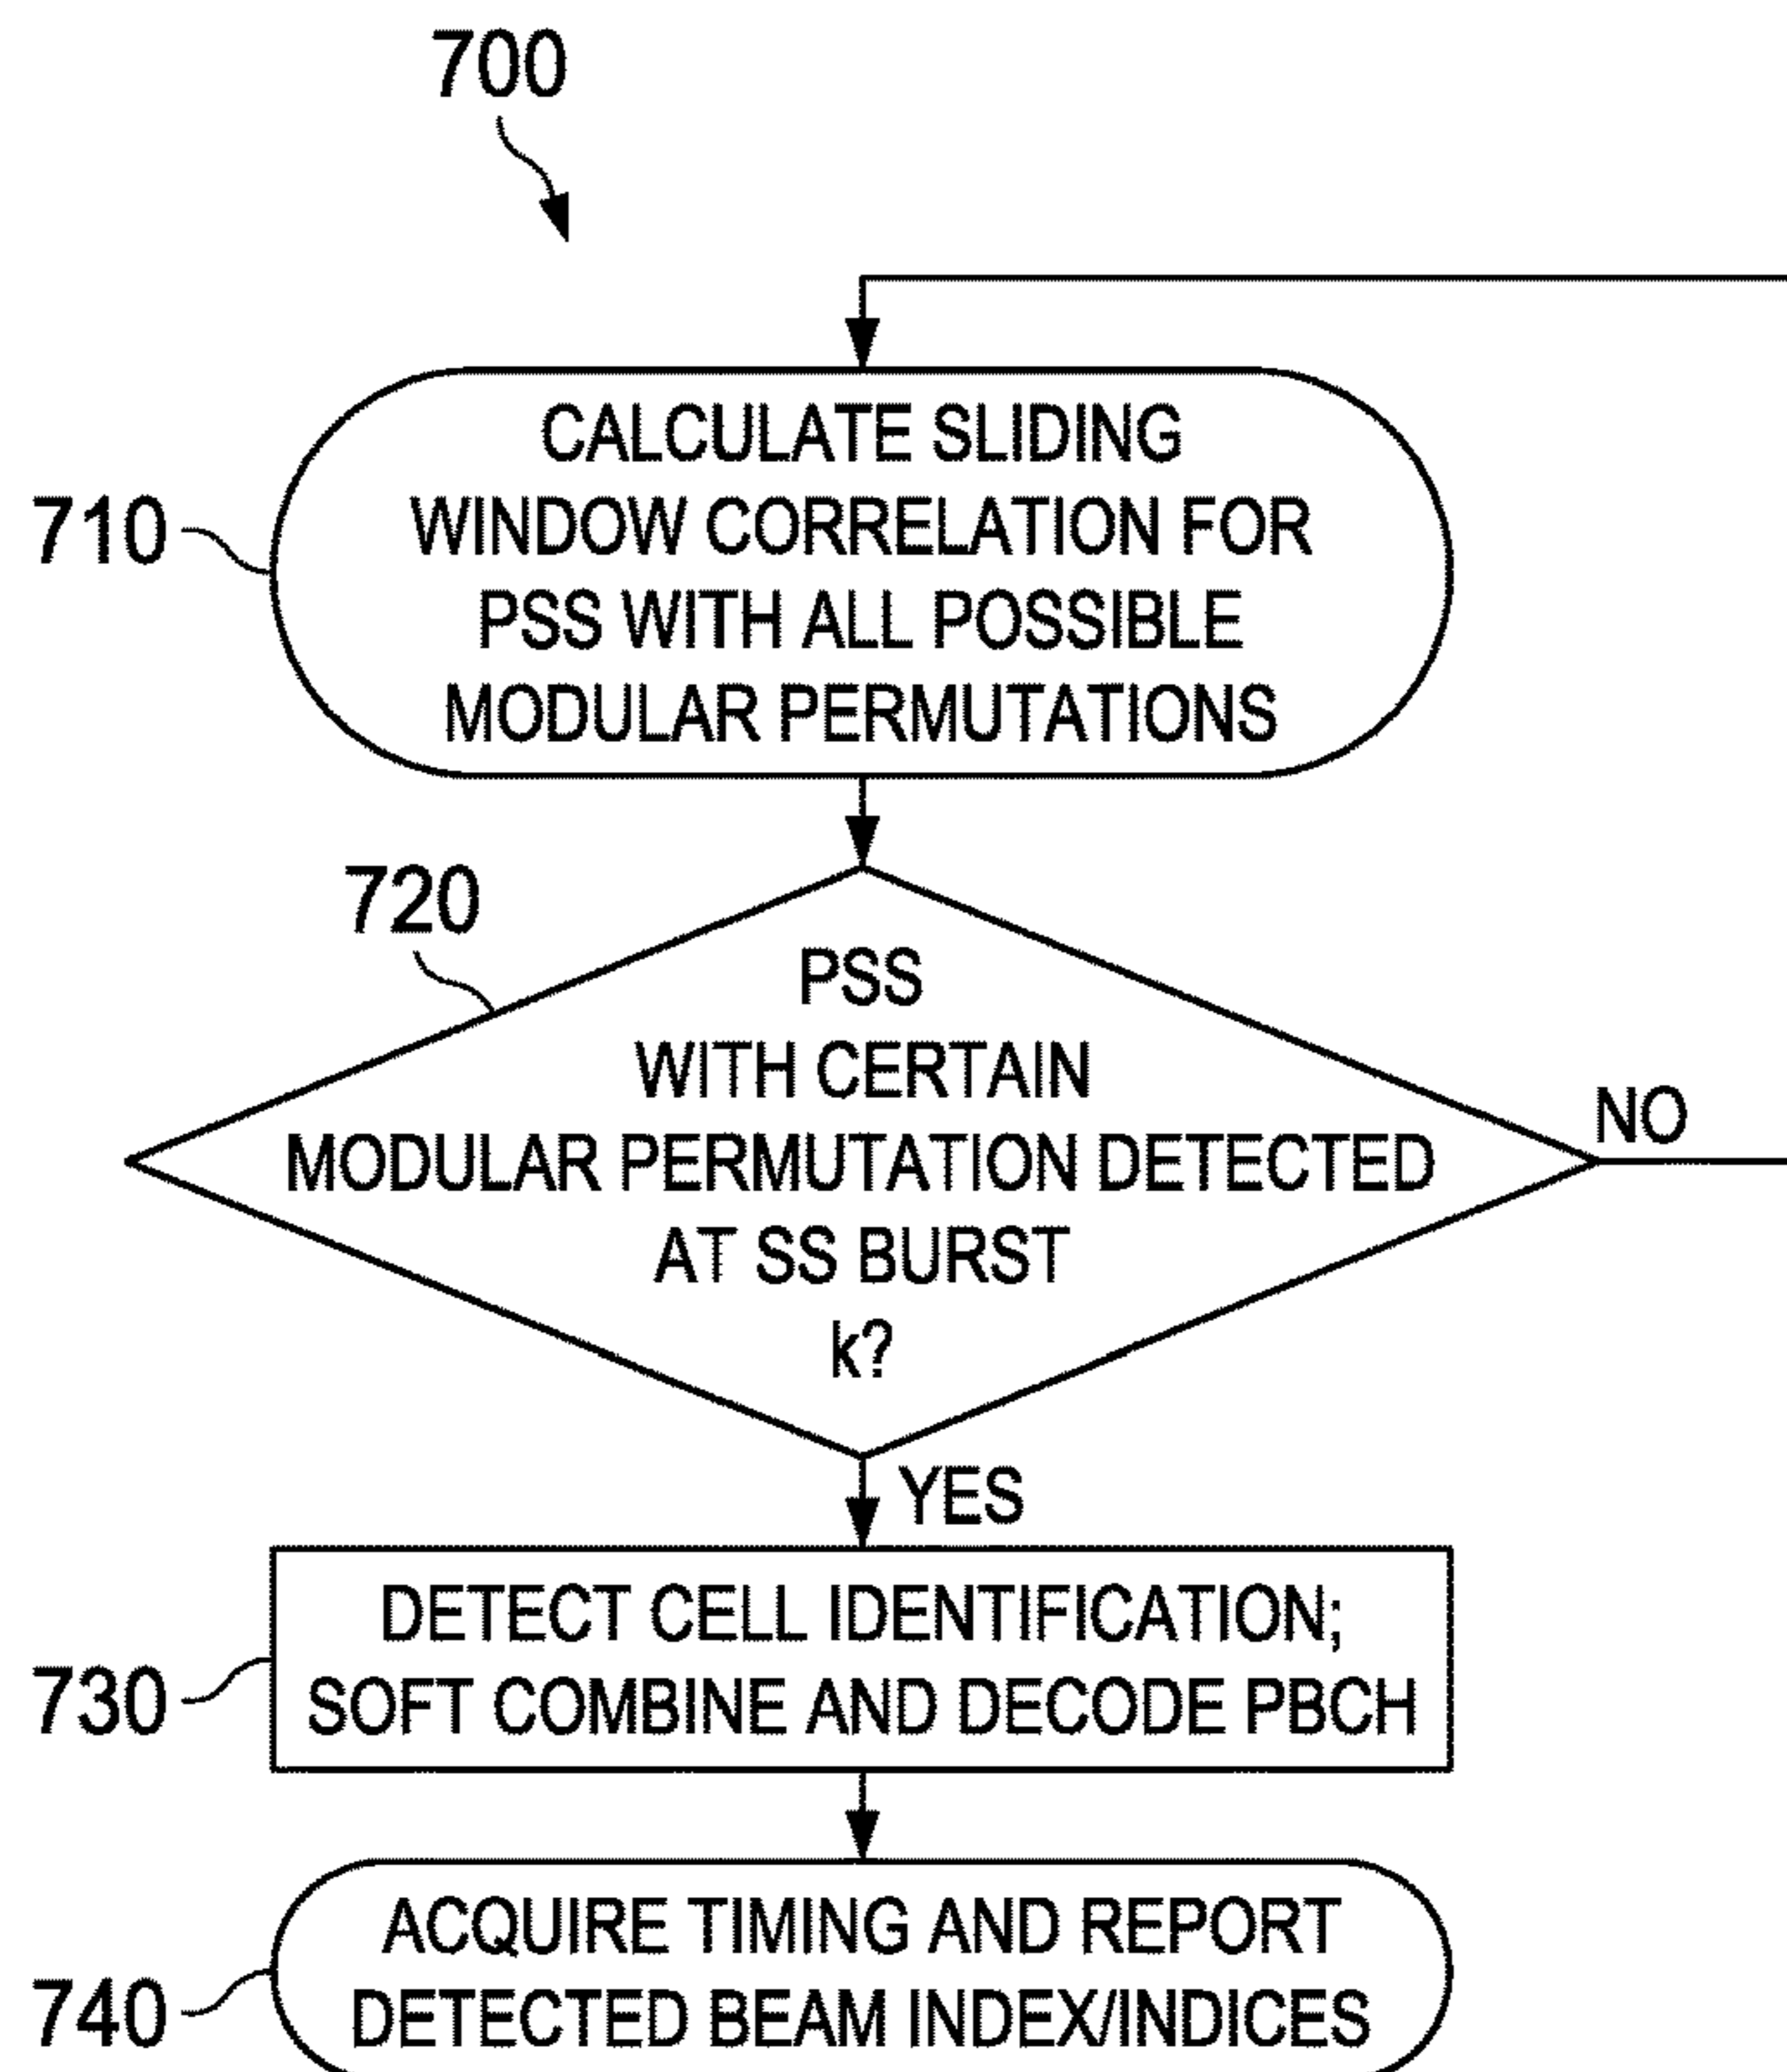 700
710
CALCULATE SLIDING
WINDOW CORRELATION FOR
PSS WITH ALL POSSIBLE
MODULAR PERMUTATIONS
720
PSS
WITH CERTAIN
MODULAR PERMUTATION DETECTED
AT SS BURST
k?
NO
YES
730
DETECT CELL IDENTIFICATION;
SOFT COMBINE AND DECODE PBCH
740
ACQUIRE TIMING AND REPORT
DETECTED BEAM INDEX/INDICES